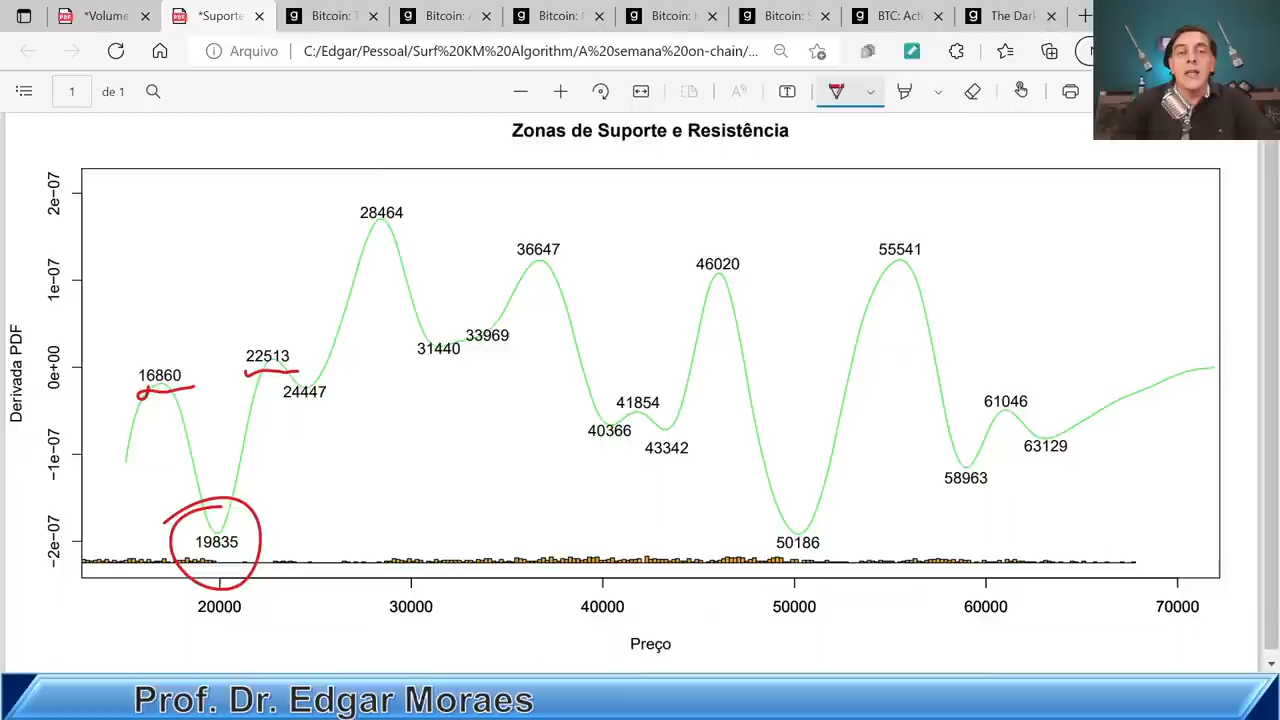 *Volume
*Suporte
Bitcoin: T
Bitcoin: 
Bitcoin: 
Bitcoin: 
Bitcoin: 
BTC: Acti
The Dark
Arquivo
C:/Edgar/Pessoal/Surf%20KM%20Algorithm/A%20semana%20on-chain/...
1
de 1
Zonas de Suporte e Resistência
Derivada PDF
2e-07
1e-07
0e+00
-1e-07
-2e-07
28464
36647
55541
46020
33969
31440
22513
16860
24447
41854
61046
40366
43342
63129
58963
19835
50186
20000
30000
40000
50000
60000
70000
Preço
Prof. Dr. Edgar Moraes